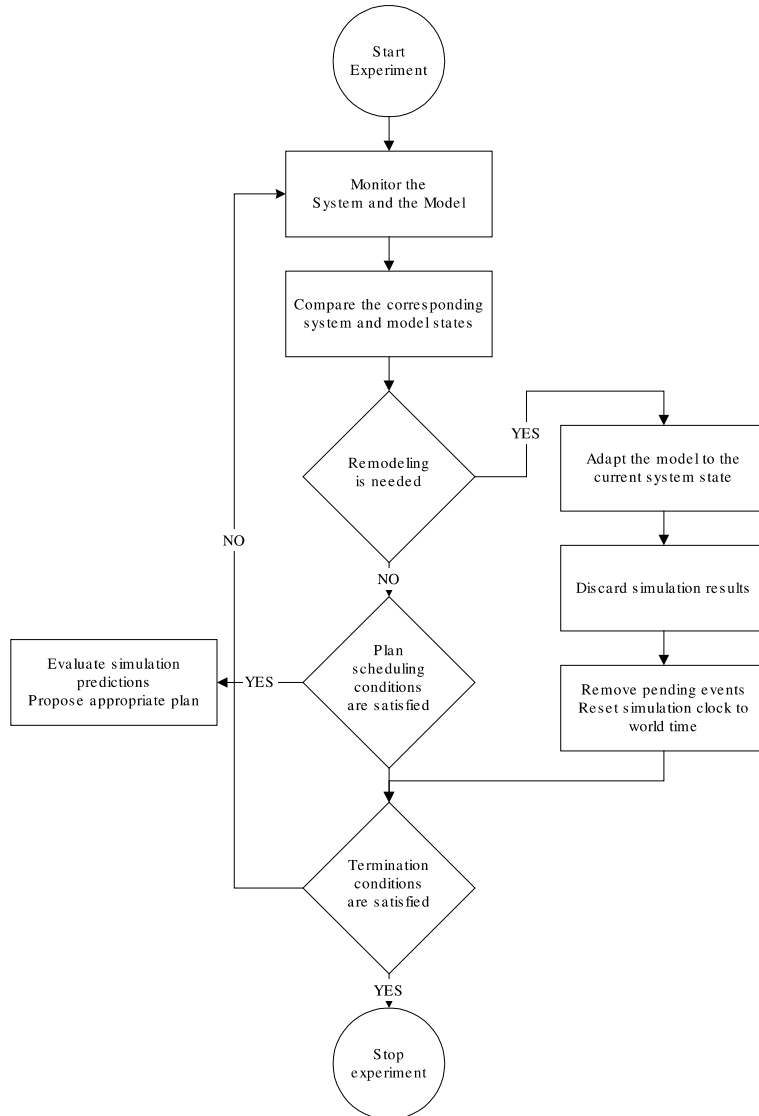 Start
Experiment
Monitor the
System and the Model
Compare the corresponding
system and model states
Remodeling
is needed
YES
Adapt the model to the
current system state
NO
Discard simulation results
NO
Plan
scheduling
conditions
are satisfied
YES
Evaluate simulation
predictions
Propose appropriate plan
Remove pending events
Reset simulation clock to
world time
Termination
conditions
are satisfied
YES
Stop
experiment